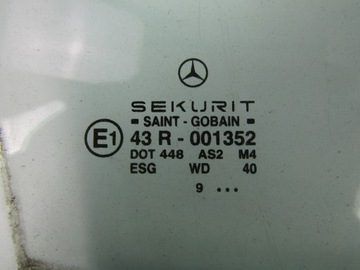 SEKURIT
SAINT - GOBAIN
E1 43 R - 001352
DOT 448 AS2 M4
ESG WD 40
9 ...